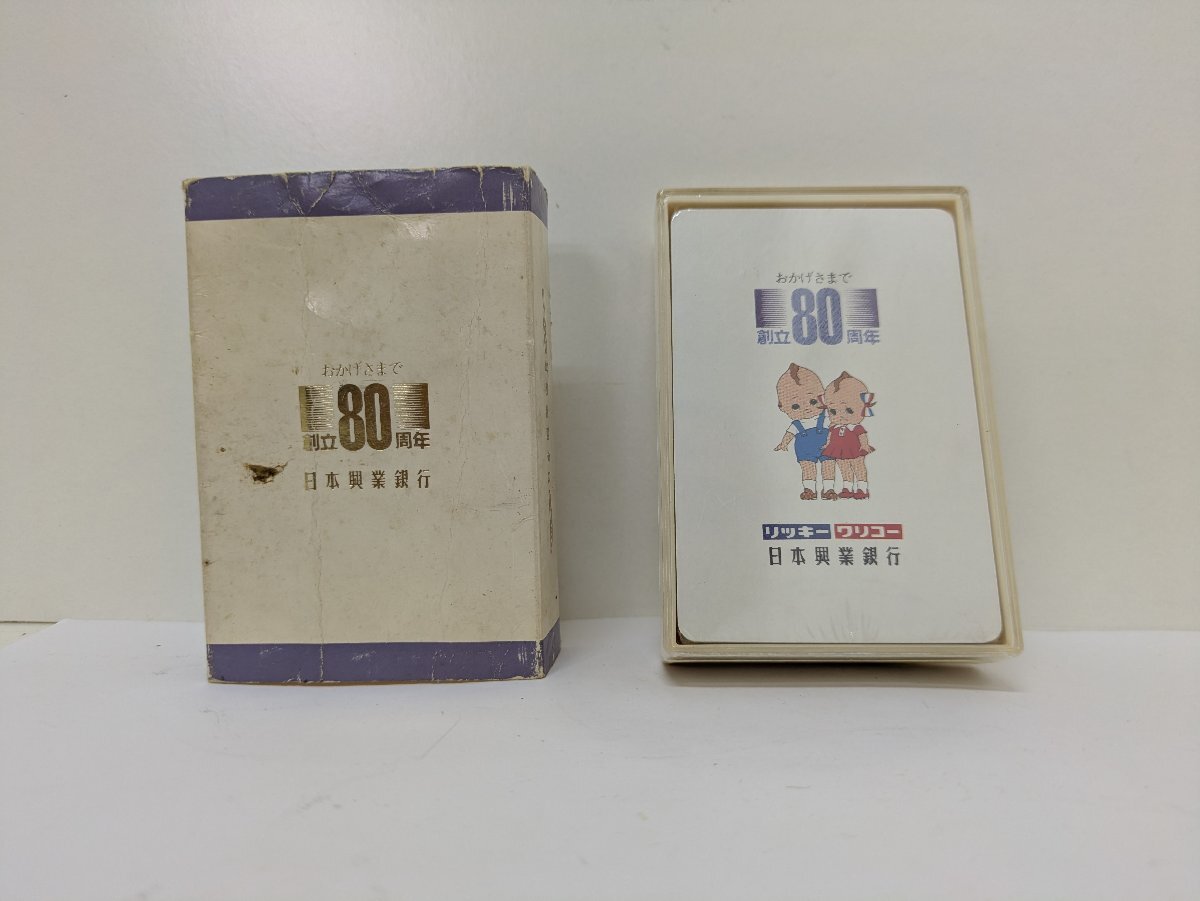 おかげさまで
創立80周年
日本興業銀行
おかげさまで
創立80周年
リッキー ワリコー
日本興業銀行